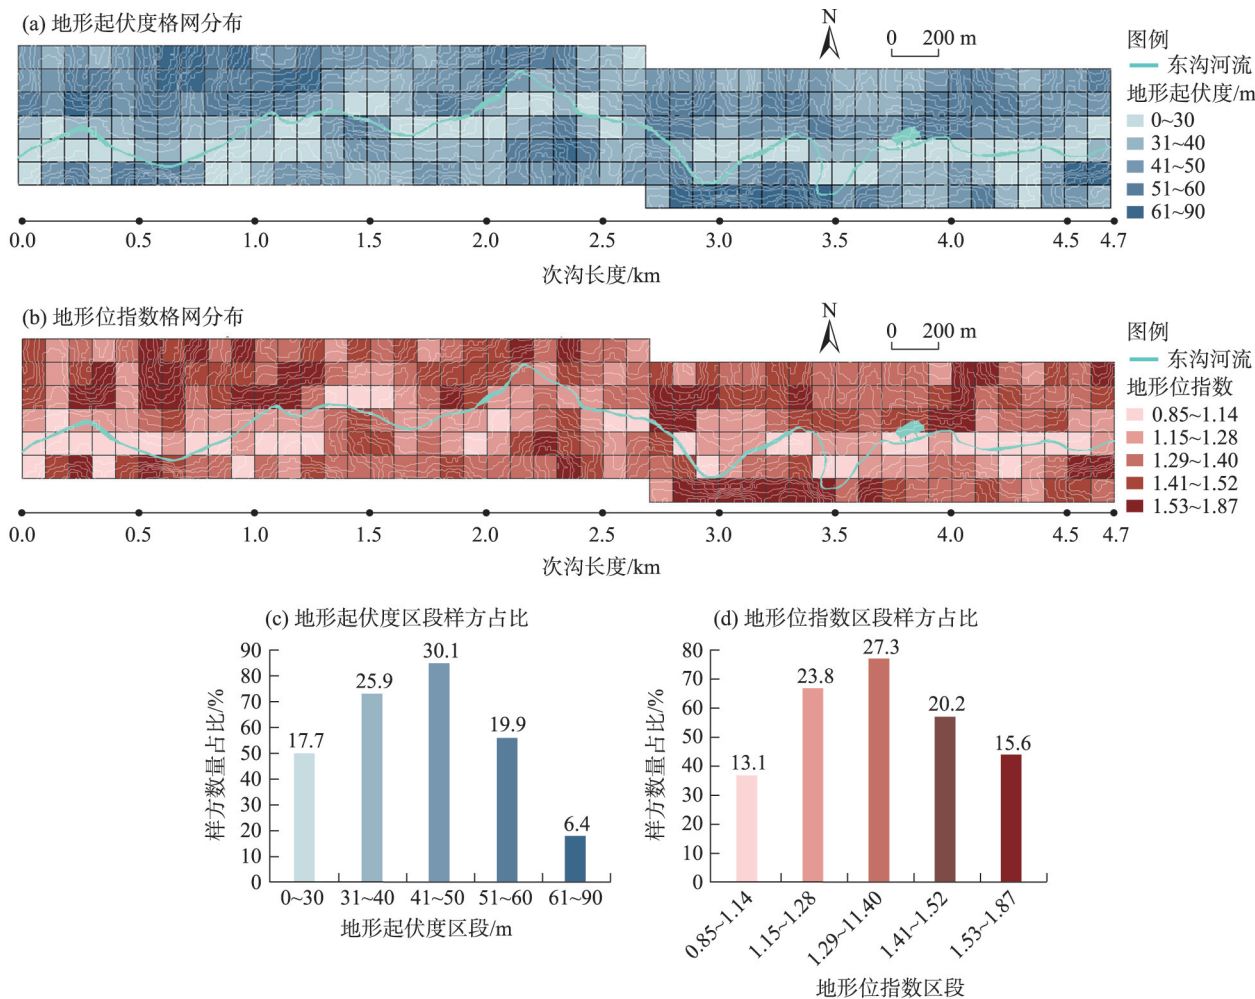 (a) 地形起伏度格网分布
N
0 200 m
图例
东沟河流
地形起伏度/m
0~30
31~40
41~50
51~60
61~90
0.0 0.5 1.0 1.5 2.0 2.5 3.0 3.5 4.0 4.5 4.7
次沟长度/km
(b) 地形位指数格网分布
N
0 200 m
图例
东沟河流
地形位指数
0.85~1.14
1.15~1.28
1.29~1.40
1.41~1.52
1.53~1.87
0.0 0.5 1.0 1.5 2.0 2.5 3.0 3.5 4.0 4.5 4.7
次沟长度/km
(c) 地形起伏度区段样方占比
样方数量占比/%
90
80
70
60
50
40
30
20
10
0
17.7
25.9
30.1
19.9
6.4
0~30 31~40 41~50 51~60 61~90
地形起伏度区段/m
(d) 地形位指数区段样方占比
样方数量占比/%
80
70
60
50
40
30
20
10
0
13.1
23.8
27.3
20.2
15.6
0.85~1.14
1.15~1.28
1.29~11.40
1.41~1.52
1.53~1.87
地形位指数区段